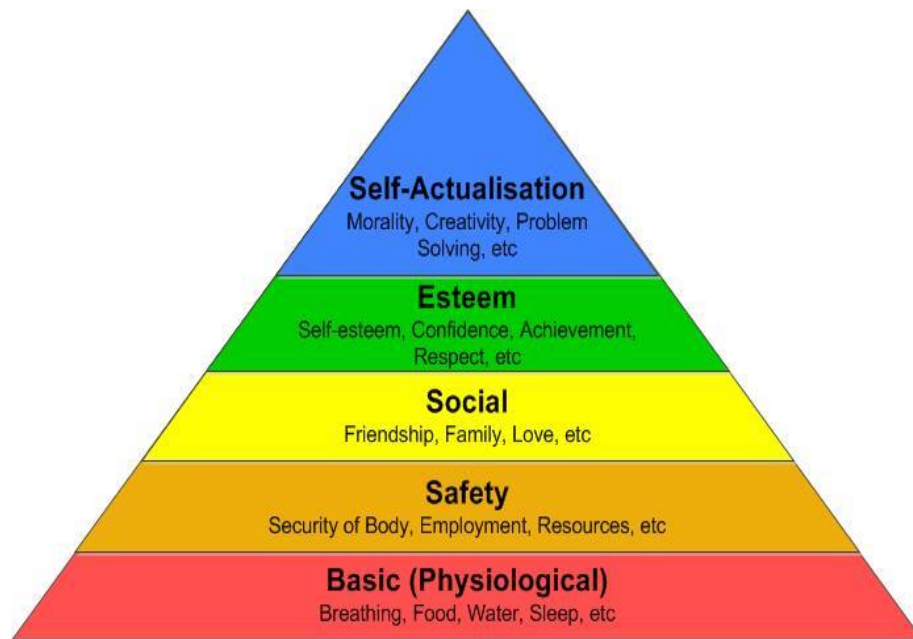 Self-Actualisation
Morality, Creativity, Problem
Solving, etc
Esteem
Self-esteem, Confidence, Achievement,
Respect, etc
Social
Friendship, Family, Love, etc
Safety
Security of Body, Employment, Resources, etc
Basic (Physiological)
Breathing, Food, Water, Sleep, etc